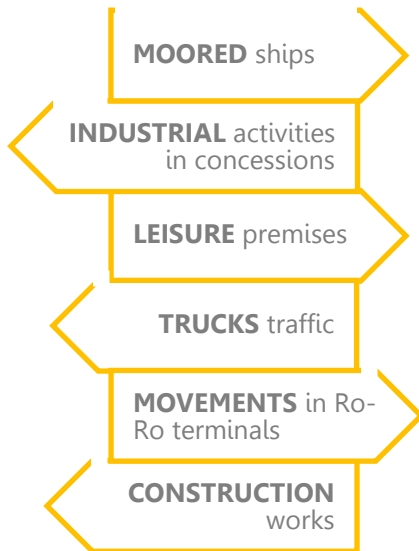 MOORED ships
INDUSTRIAL activities
in concessions
LEISURE premises
TRUCKS traffic
MOVEMENTS in Ro-
Ro terminals
CONSTRUCTION
works